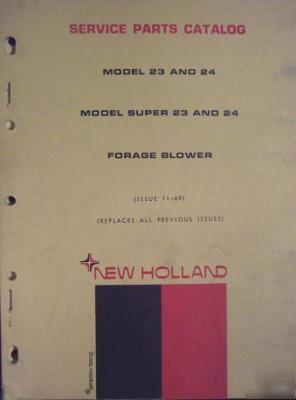 SERVICE PARTS CATALOG
MODEL 23 AND 24
MODEL SUPER 23 AND 24
FORAGE BLOWER
(ISSUE 11-69)
(REPLACES ALL PREVIOUS ISSUES)
NEW HOLLAND